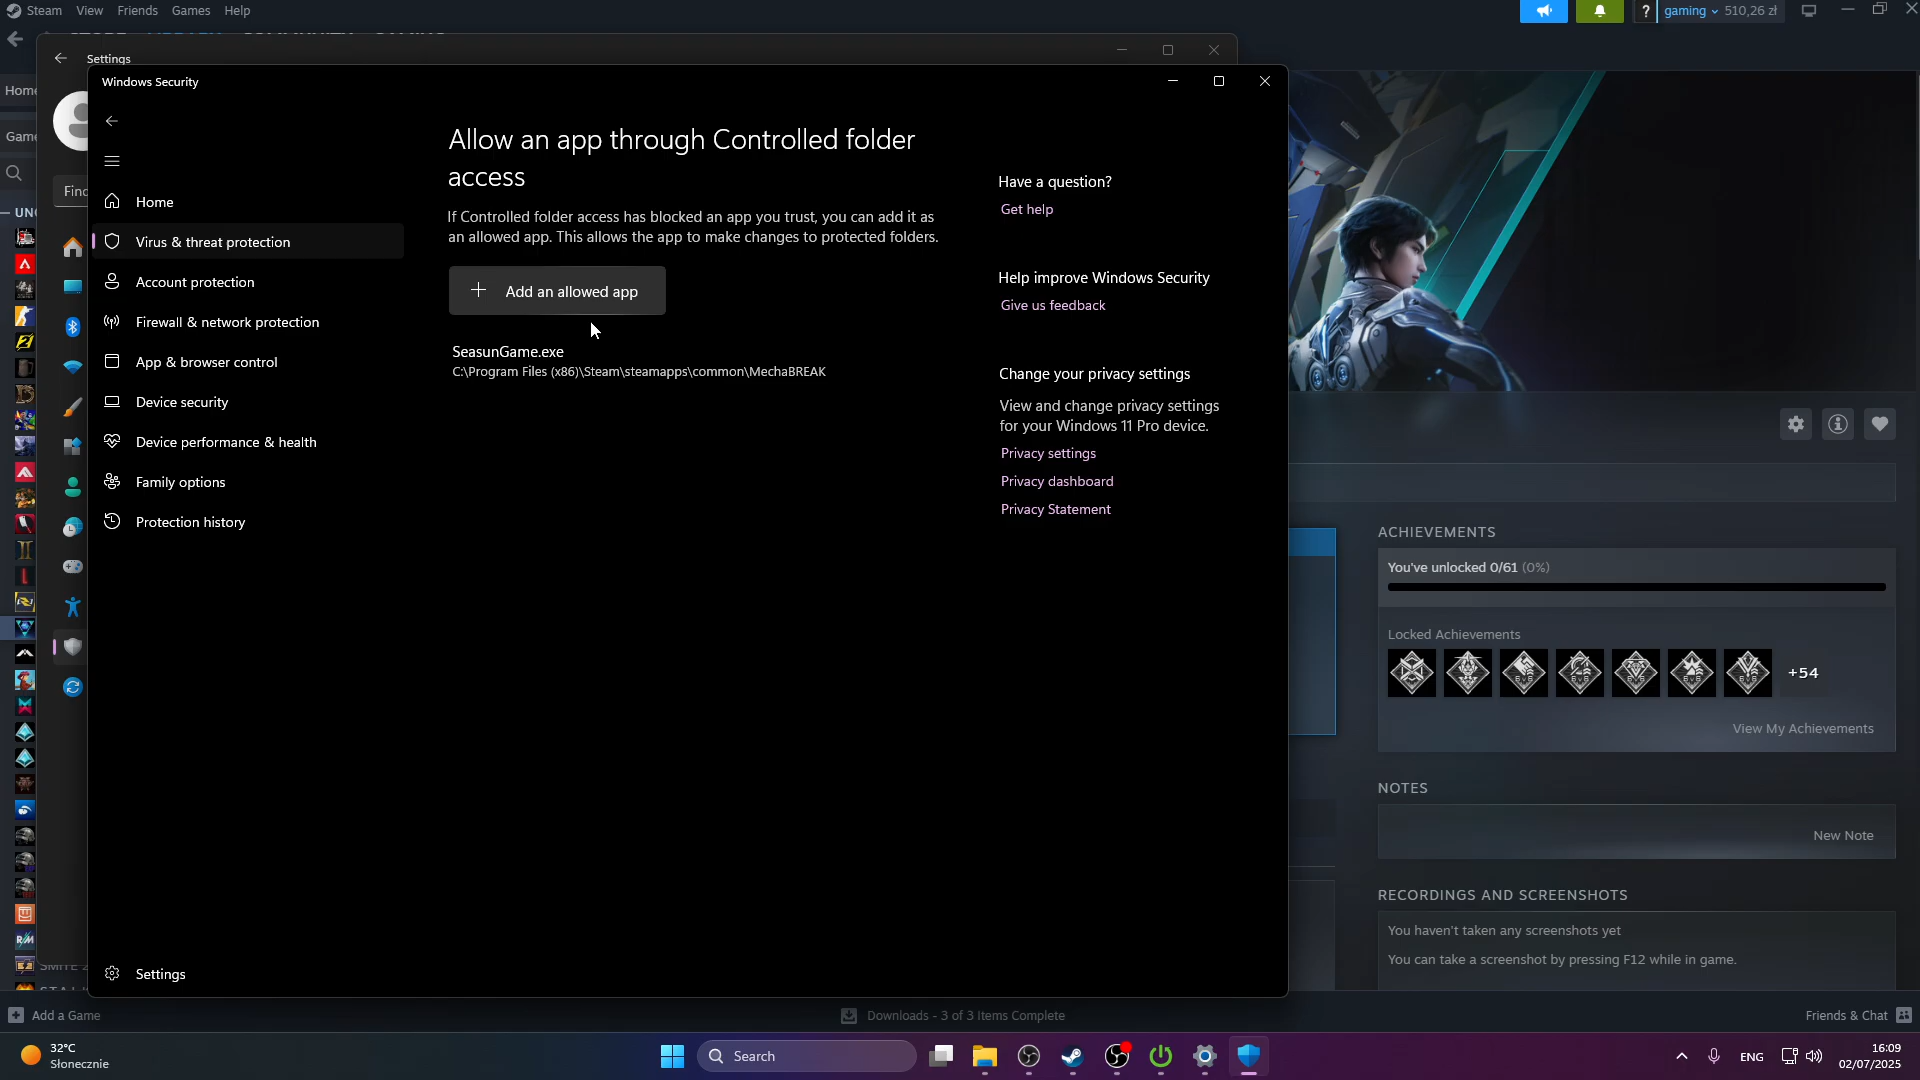 Steam View Friends Games Help
gaming 510,26 zł
Settings
Home
Game
Find
UN
Windows Security
Home
Virus & threat protection
Account protection
Firewall & network protection
App & browser control
Device security
Device performance & health
Family options
Protection history
Settings
Allow an app through Controlled folder
access
If Controlled folder access has blocked an app you trust, you can add it as
an allowed app. This allows the app to make changes to protected folders.
Add an allowed app
SeasunGame.exe
C:\Program Files (x86)\Steam\steamapps\common\MechaBREAK
Have a question?
Get help
Help improve Windows Security
Give us feedback
Change your privacy settings
View and change privacy settings
for your Windows 11 Pro device.
Privacy settings
Privacy dashboard
Privacy Statement
ACHIEVEMENTS
You've unlocked 0/61 (0%)
Locked Achievements
+54
View My Achievements
NOTES
New Note
RECORDINGS AND SCREENSHOTS
You haven't taken any screenshots yet
You can take a screenshot by pressing F12 while in game.
Add a Game
Downloads - 3 of 3 Items Complete
Friends & Chat
32°C
Słonecznie
Search
ENG
16:09
02/07/2025